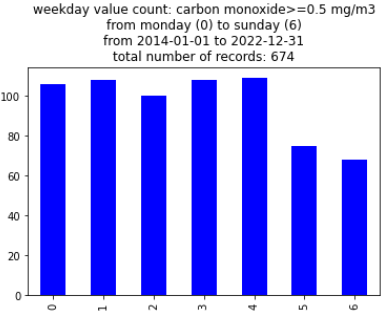 weekday value count: carbon monoxide>=0.5 mg/m3
from monday (0) to sunday (6)
from 2014-01-01 to 2022-12-31
total number of records: 674
100
80
60
40
20
0
0 1 2 3 4 5 6